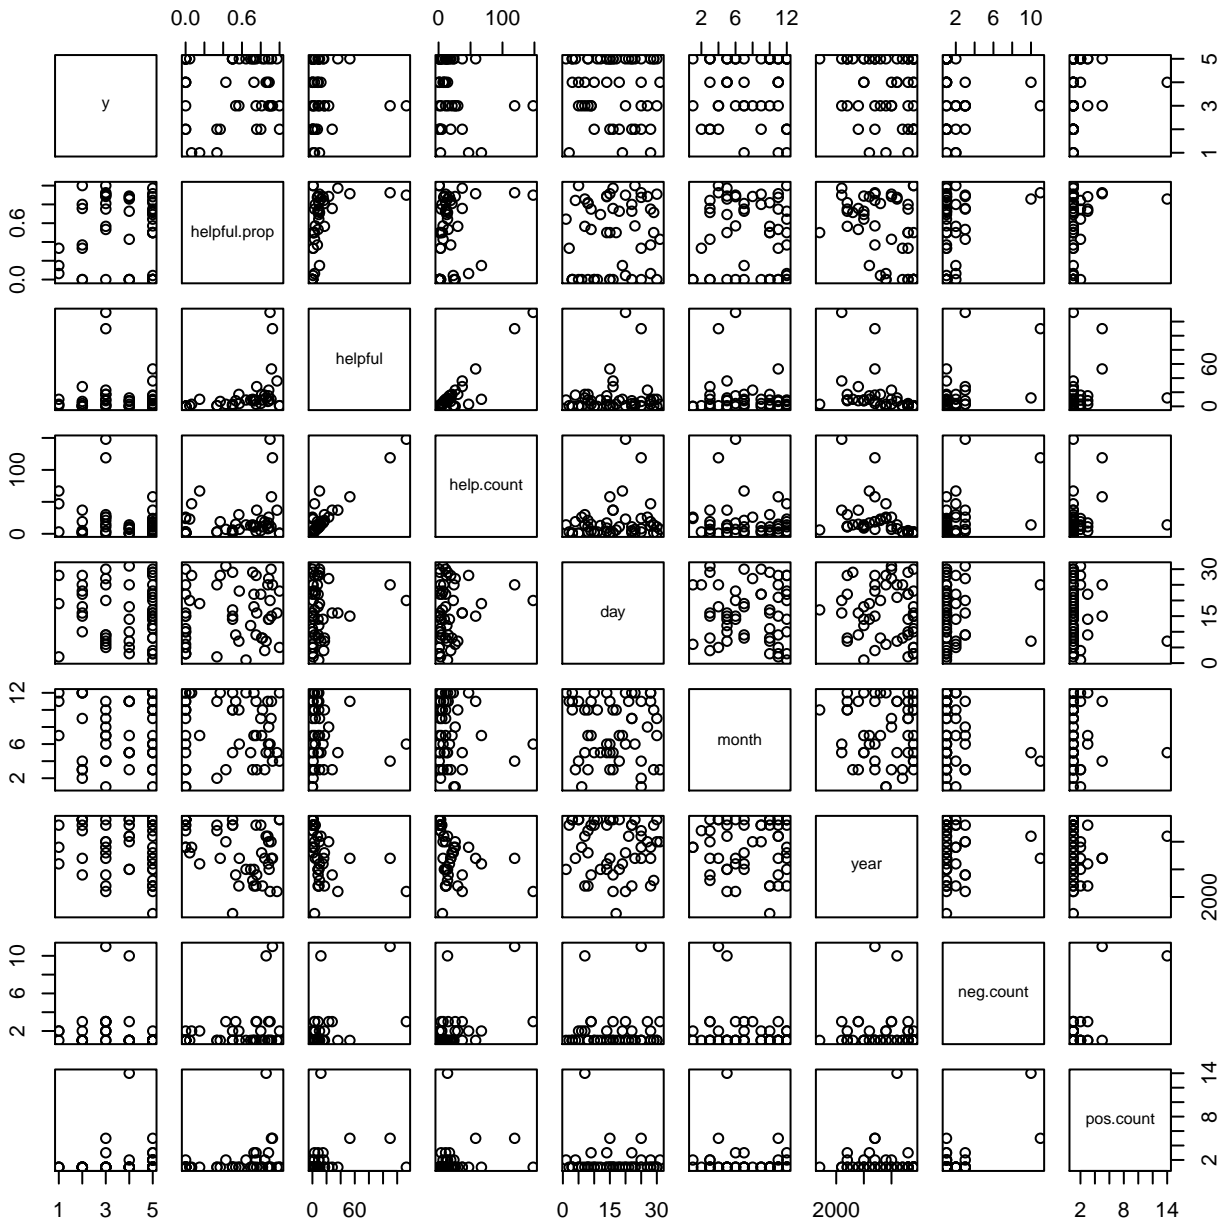 0.0 0.6 0 100 2 6 12 2 6 10
y 1 3 5
0.0 0.6 helpful.prop
helpful 0 60
0 100 help.count
day 0 15 30
2 6 12 month
year 2000
2 6 10 neg.count
pos.count 2 8 14
1 3 5 0 60 0 15 30 2000 2 8 14